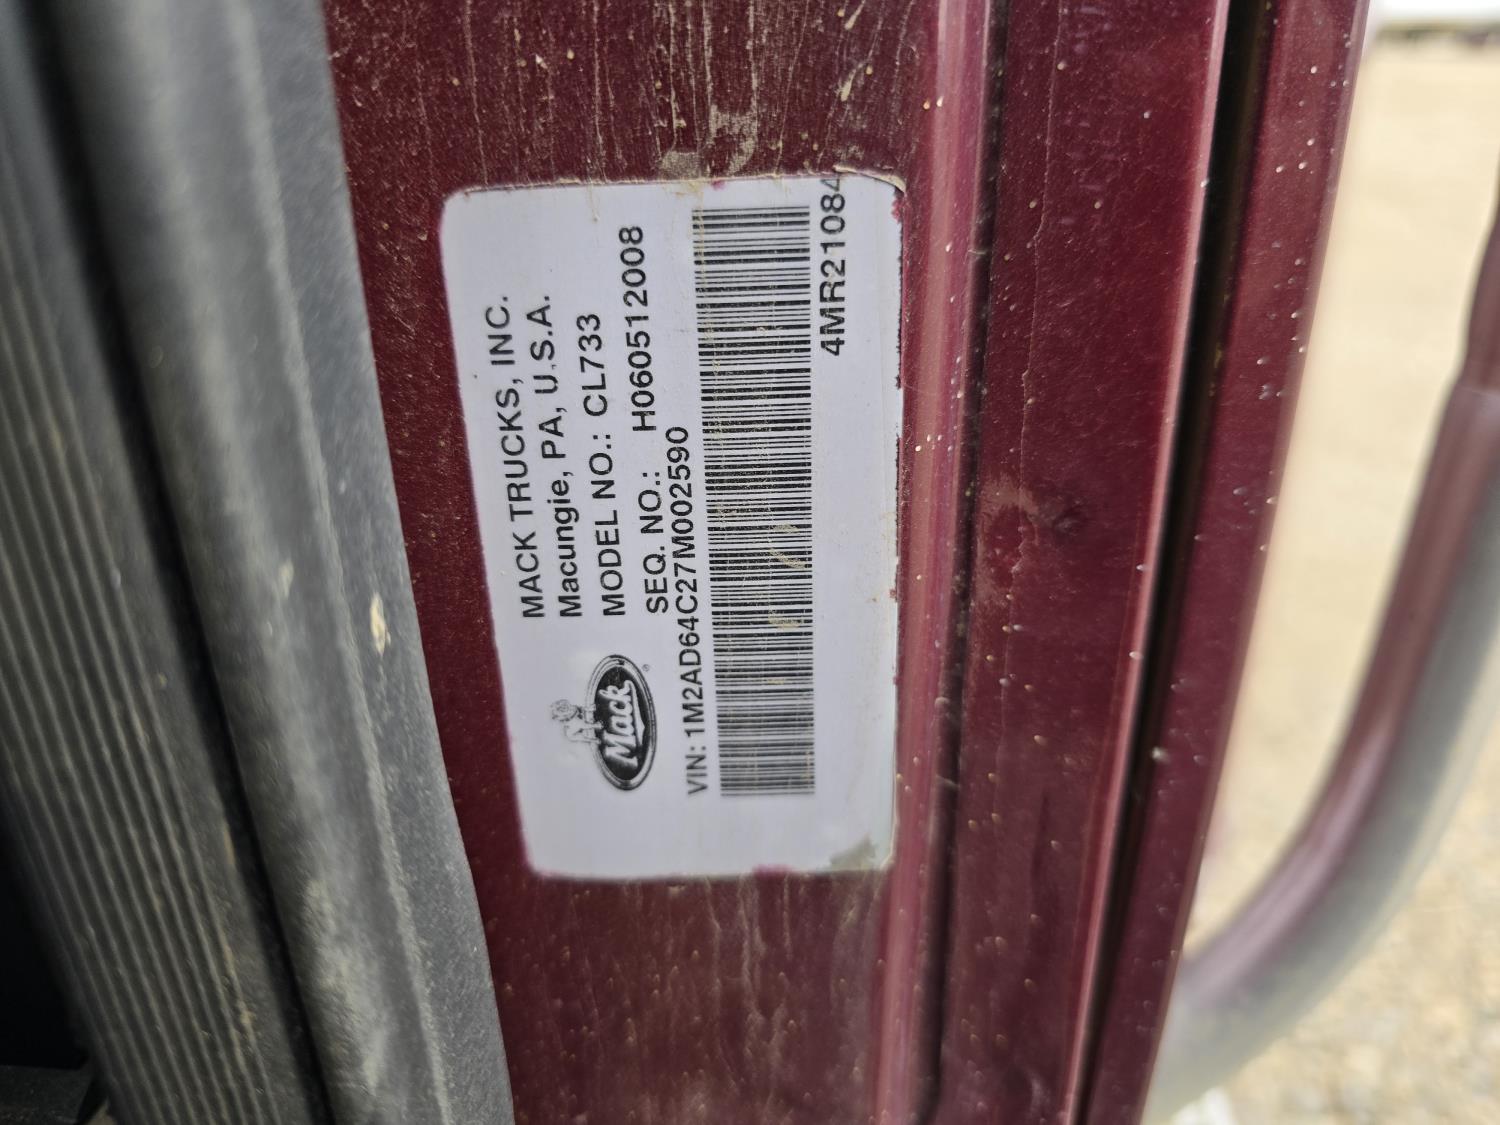 MACK TRUCKS, INC.
Macungie, PA, U.S.A.
MODEL NO.: CL733
SEQ. NO.: H060512008
Mack
VIN: 1M2AD64C27M002590
4MR21084